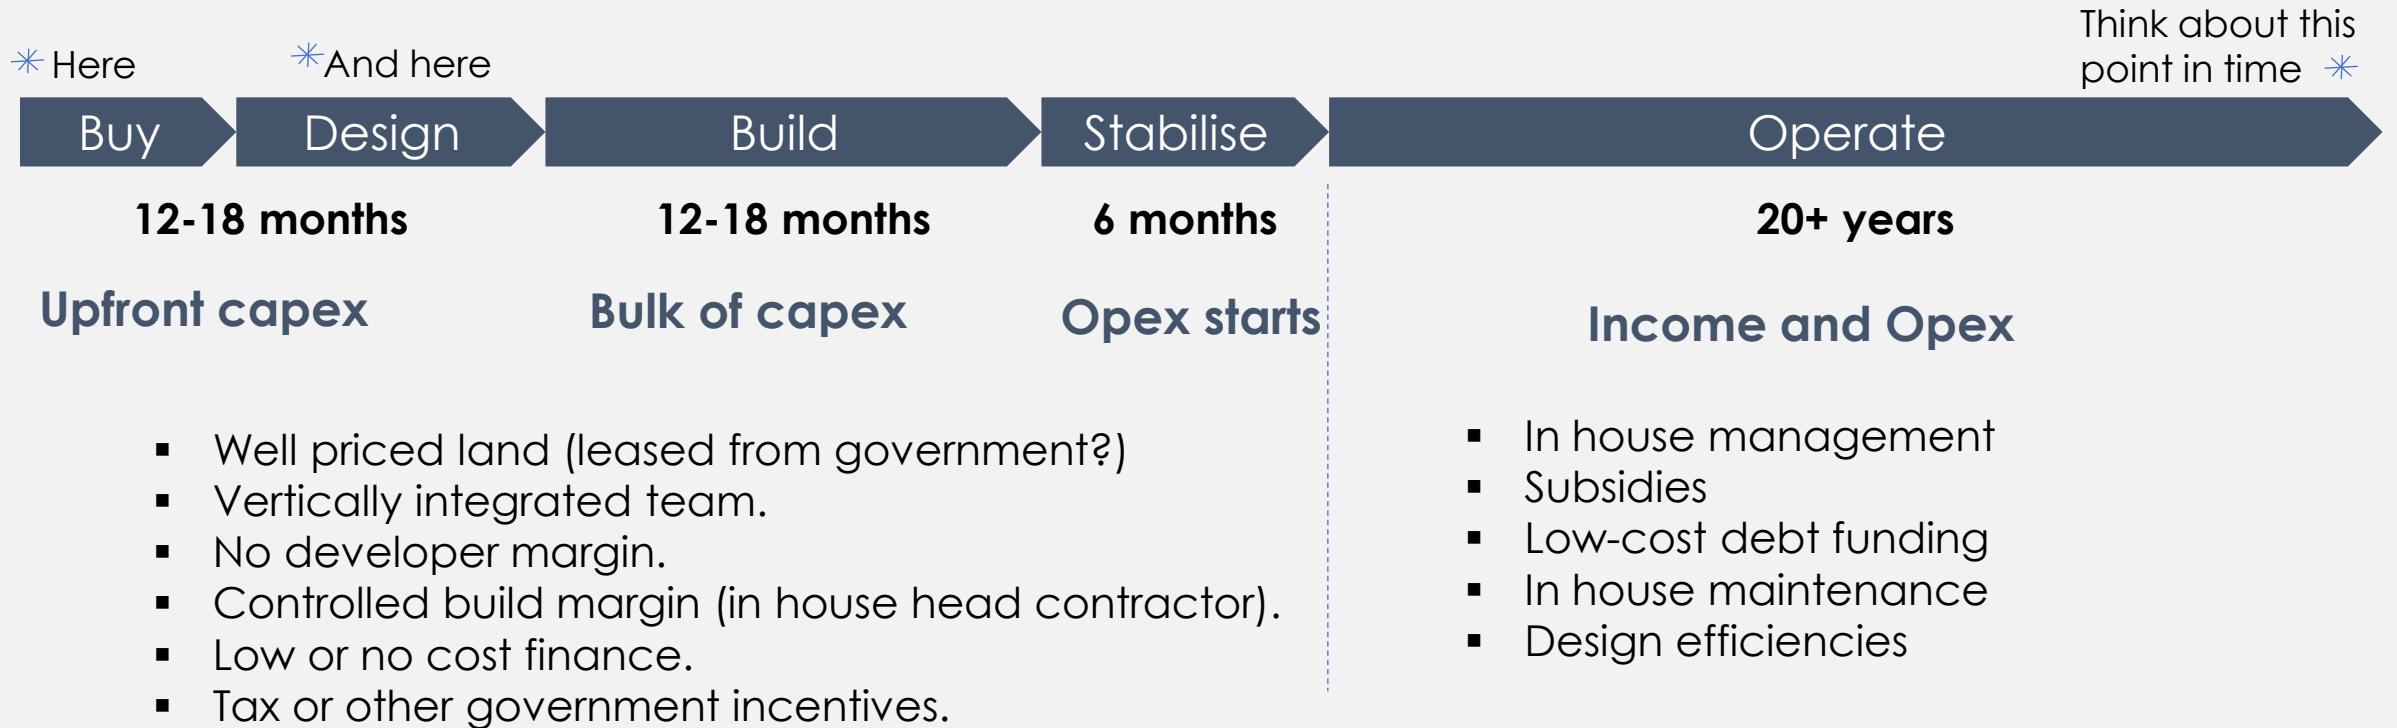 Think about this
point in time
Here
And here
Buy
Design
Build
Stabilise
Operate
12-18 months
12-18 months
6 months
20+ years
Upfront capex
Bulk of capex
Opex starts
Income and Opex
▪ Well priced land (leased from government?)
▪ Vertically integrated team.
▪ No developer margin.
▪ Controlled build margin (in house head contractor).
▪ Low or no cost finance.
▪ Tax or other government incentives.
▪ In house management
▪ Subsidies
▪ Low-cost debt funding
▪ In house maintenance
▪ Design efficiencies